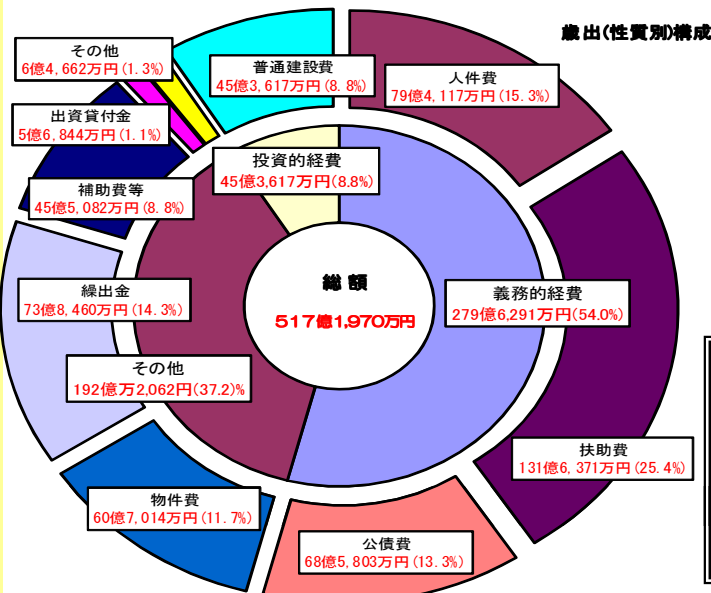 歳出(性質別)構成
その他
6億4,662万円(1.3%)
普通建設費
45億3,617万円(8.8%)
人件費
79億4,117万円(15.3%)
出資貸付金
5億6,844万円(1.1%)
投資的経費
45億3,617万円(8.8%)
補助費等
45億5,082万円(8.8%)
総額
517億1,970万円
繰出金
73億8,460万円(14.3%)
義務的経費
279億6,291万円(54.0%)
その他
192億万2,062円(37.2)%
扶助費
131億6,371万円(25.4%)
物件費
60億7,014万円(11.7%)
公債費
68億5,803万円(13.3%)